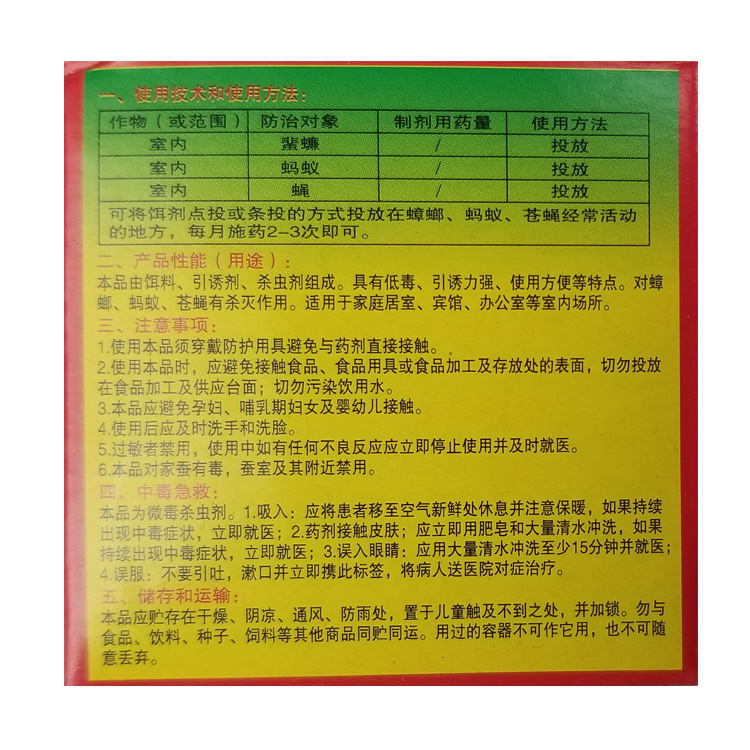 一、使用技术和使用方法：
作物（或范围） 防治对象 制剂用药量 使用方法
室内 蜚蠊 / 投放
室内 蚂蚁 / 投放
室内 蝇 / 投放
可将饵剂点投或条投的方式投放在蟑螂、蚂蚁、苍蝇经常活动
的地方，每月施药2-3次即可。
二、产品性能（用途）：
本品由饵料、引诱剂、杀虫剂组成。具有低毒、引诱力强、使用方便等特点。对蟑
螂、蚂蚁、苍蝇有杀灭作用。适用于家庭居室、宾馆、办公室等室内场所。
三、注意事项：
1.使用本品须穿戴防护用具避免与药剂直接接触。
2.使用本品时，应避免接触食品、食品用具或食品加工及存放处的表面，切勿投放
在食品加工及供应台面；切勿污染饮用水。
3.本品应避免孕妇、哺乳期妇女及婴幼儿接触。
4.使用后应及时洗手和洗脸。
5.过敏者禁用，使用中如有任何不良反应应立即停止使用并及时就医。
6.本品对家蚕有毒，蚕室及其附近禁用。
四、中毒急救：
本品为微毒杀虫剂。1.吸入：应将患者移至空气新鲜处休息并注意保暖，如果持续
出现中毒症状，立即就医；2.药剂接触皮肤；应立即用肥皂和大量清水冲洗，如果
持续出现中毒症状，立即就医；3.误入眼睛：应用大量清水冲洗至少15分钟并就医；
4.误服：不要引吐，漱口并立即携此标签，将病人送医院对症治疗。
五、储存和运输：
本品应贮存在干燥、阴凉、通风、防雨处，置于儿童触及不到之处，并加锁。勿与
食品、饮料、种子、饲料等其他商品同贮同运。用过的容器不可作它用，也不可随
意丢弃。